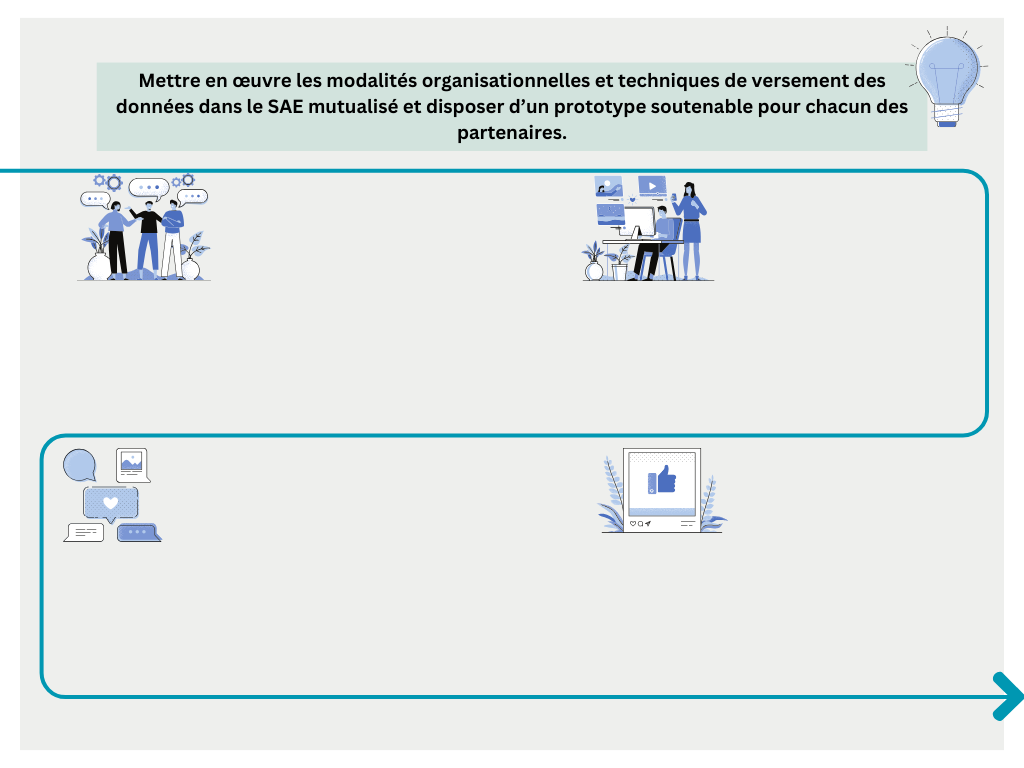 Mettre en œuvre les modalités organisationnelles et techniques de versement des
données dans le SAE mutualisé et disposer d’un prototype soutenable pour chacun des
partenaires.